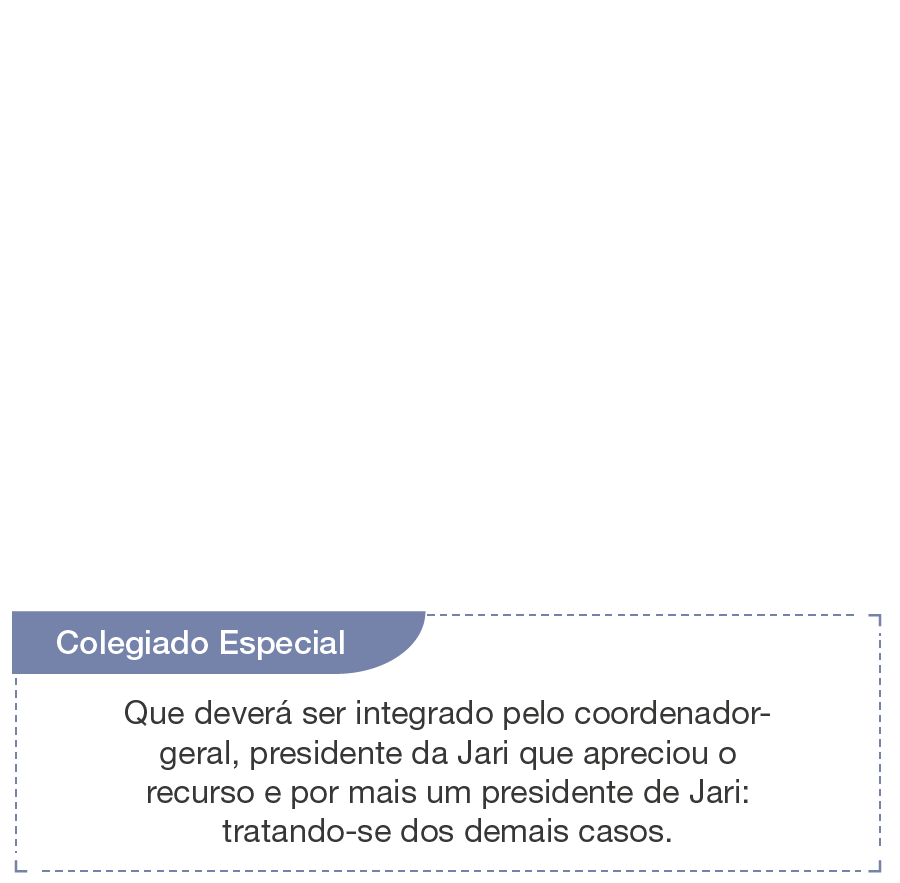 Colegiado Especial
Que deverá ser integrado pelo coordenador-
geral, presidente da Jari que apreciou o
recurso e por mais um presidente de Jari:
tratando-se dos demais casos.